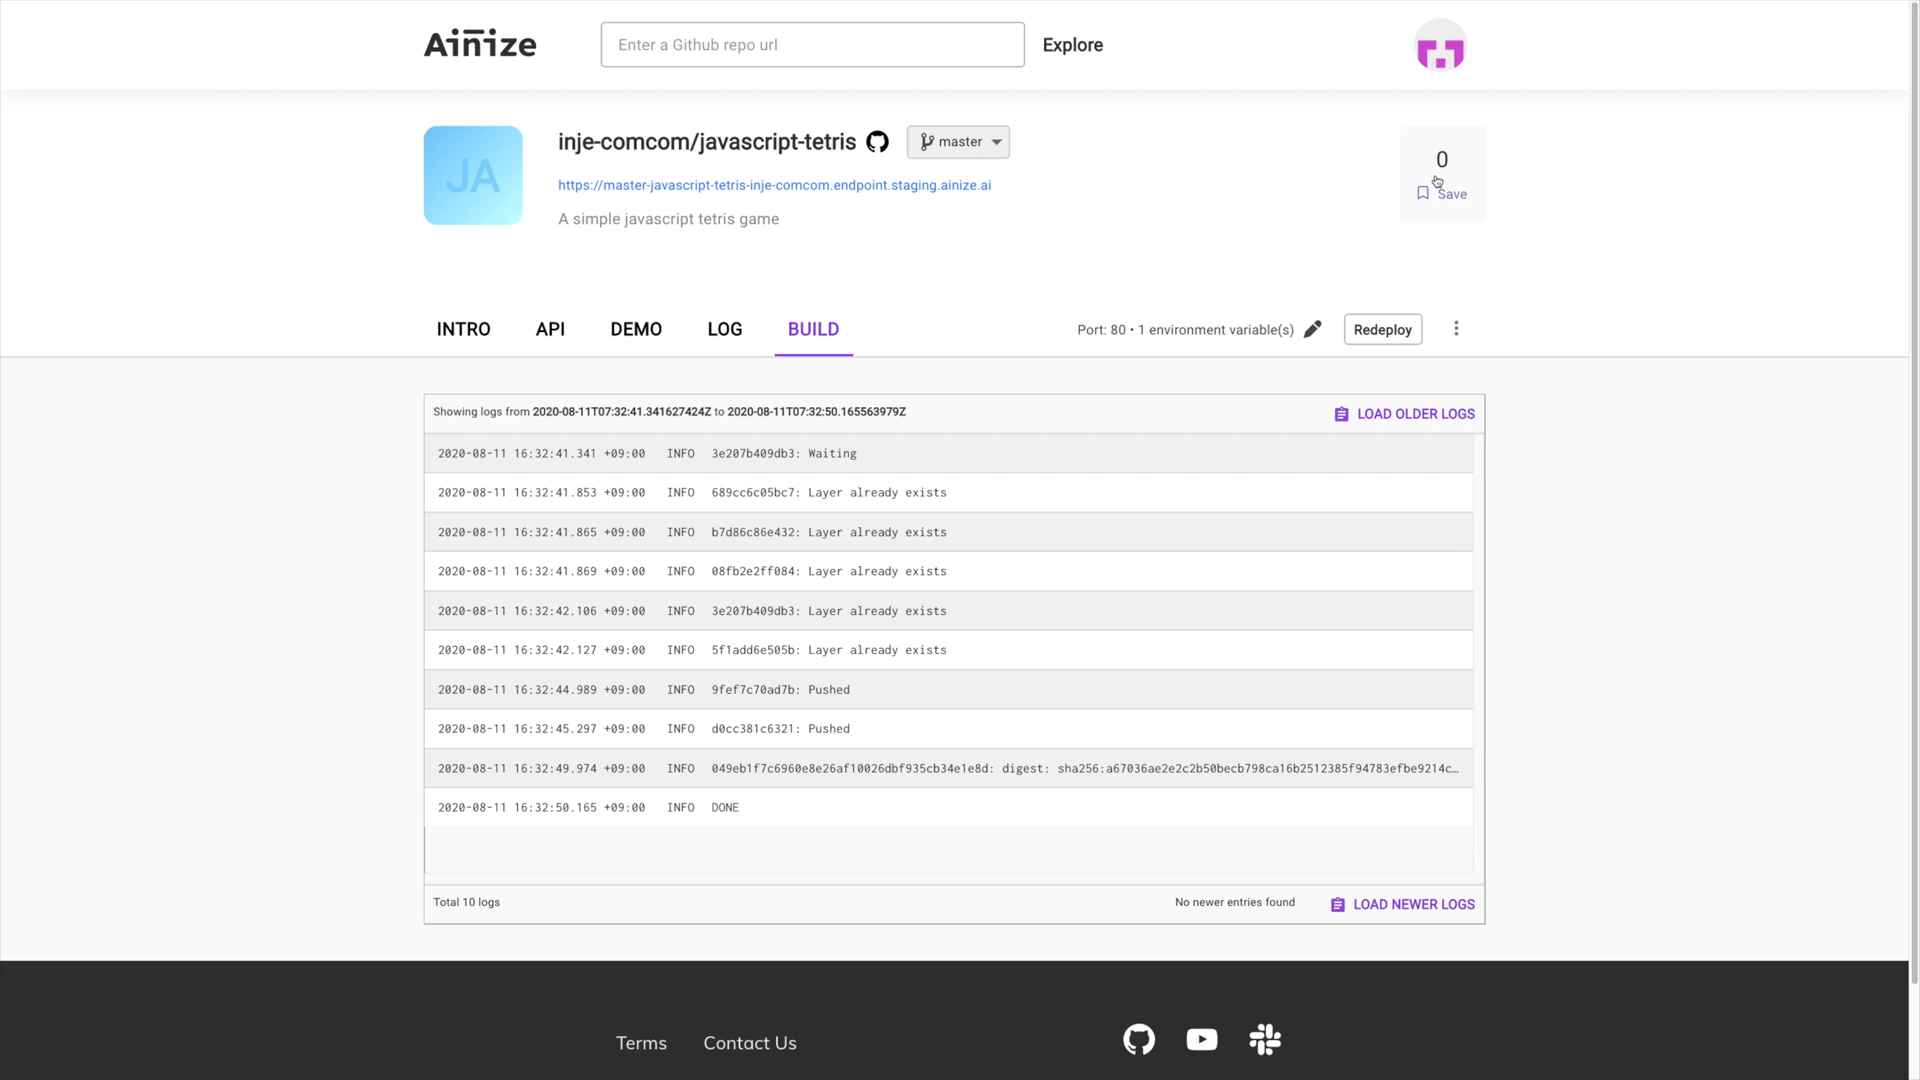 Ainize
Enter a Github repo url
Explore
JA
inje-comcom/javascript-tetris
master
https://master-javascript-tetris-inje-comcom.endpoint.staging.ainize.ai
A simple javascript tetris game
0
Save
INTRO API DEMO LOG BUILD
Port: 80 • 1 environment variable(s)
Redeploy
Showing logs from 2020-08-11T07:32:41.341627424Z to 2020-08-11T07:32:50.165563979Z
LOAD OLDER LOGS
2020-08-11 16:32:41.341 +09:00 INFO 3e207b409db3: Waiting
2020-08-11 16:32:41.853 +09:00 INFO 689cc6c05bc7: Layer already exists
2020-08-11 16:32:41.865 +09:00 INFO b7d86c86e432: Layer already exists
2020-08-11 16:32:41.869 +09:00 INFO 08fb2e2ff084: Layer already exists
2020-08-11 16:32:42.106 +09:00 INFO 3e207b409db3: Layer already exists
2020-08-11 16:32:42.127 +09:00 INFO 5f1add6e505b: Layer already exists
2020-08-11 16:32:44.989 +09:00 INFO 9fef7c70ad7b: Pushed
2020-08-11 16:32:45.297 +09:00 INFO d0cc381c6321: Pushed
2020-08-11 16:32:49.974 +09:00 INFO 049eb1f7c6960e8e26af10026dbf935cb34e1e8d: digest: sha256:a67036ae2e2c2b50becb798ca16b2512385f94783efbe9214c…
2020-08-11 16:32:50.165 +09:00 INFO DONE
Total 10 logs
No newer entries found
LOAD NEWER LOGS
Terms
Contact Us